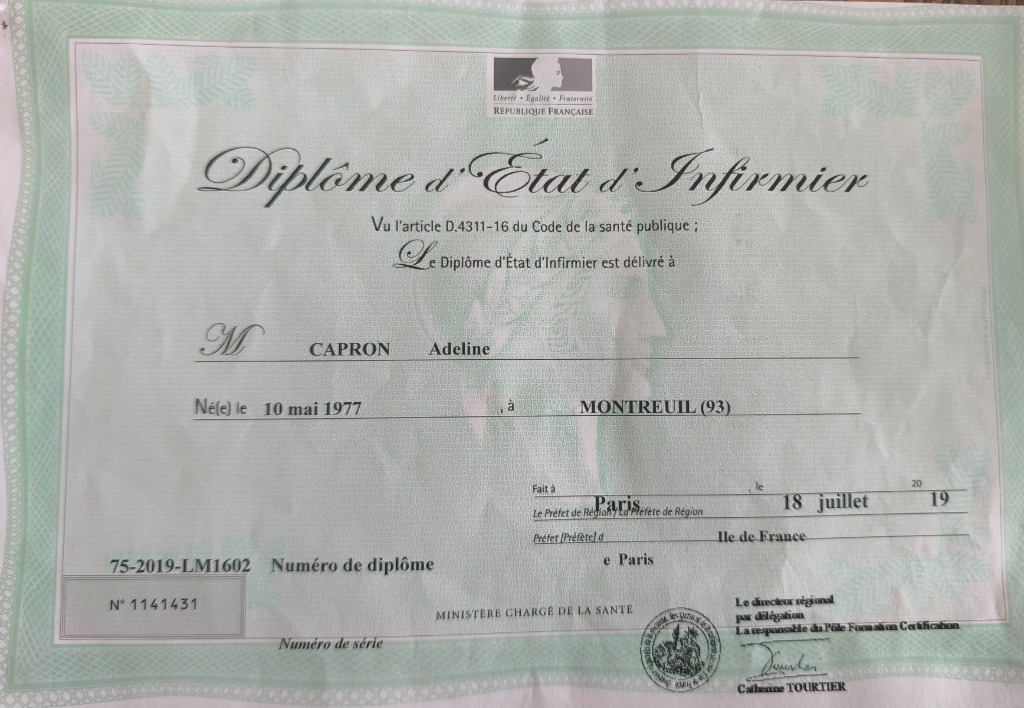 Liberté • Égalité • Fraternité
RÉPUBLIQUE FRANÇAISE
Diplôme d'État d'Infirmier
Vu l'article D.4311-16 du Code de la santé publique ;
Le Diplôme d'État d'Infirmier est délivré à
M CAPRON Adeline
Né(e) le 10 mai 1977 , à MONTREUIL (93)
Fait à Paris , le 18 juillet 20 19
Le Préfet de Région / La Préfète de Région
Préfet [Préfète] d Ile de France
e Paris
75-2019-LM1602 Numéro de diplôme
N° 1141431
MINISTÈRE CHARGÉ DE LA SANTÉ
Numéro de série
Le directeur régional
par délégation
La responsable du Pôle Formation Certification
Catherine TOURTIER